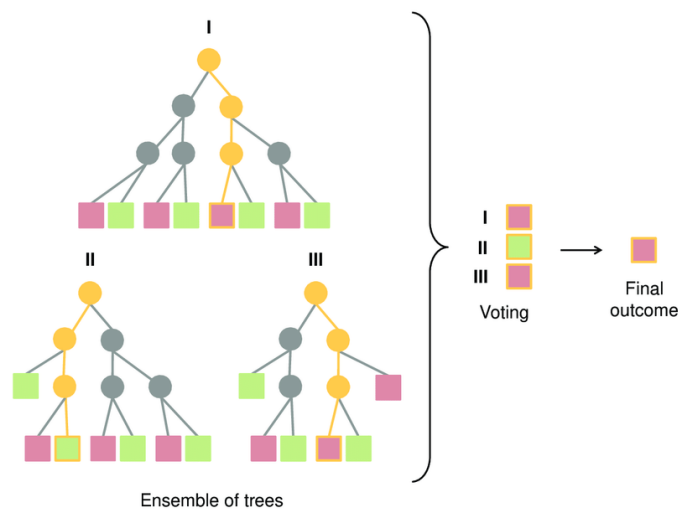 I
II
III
I
II
III
Voting
Final
outcome
Ensemble of trees